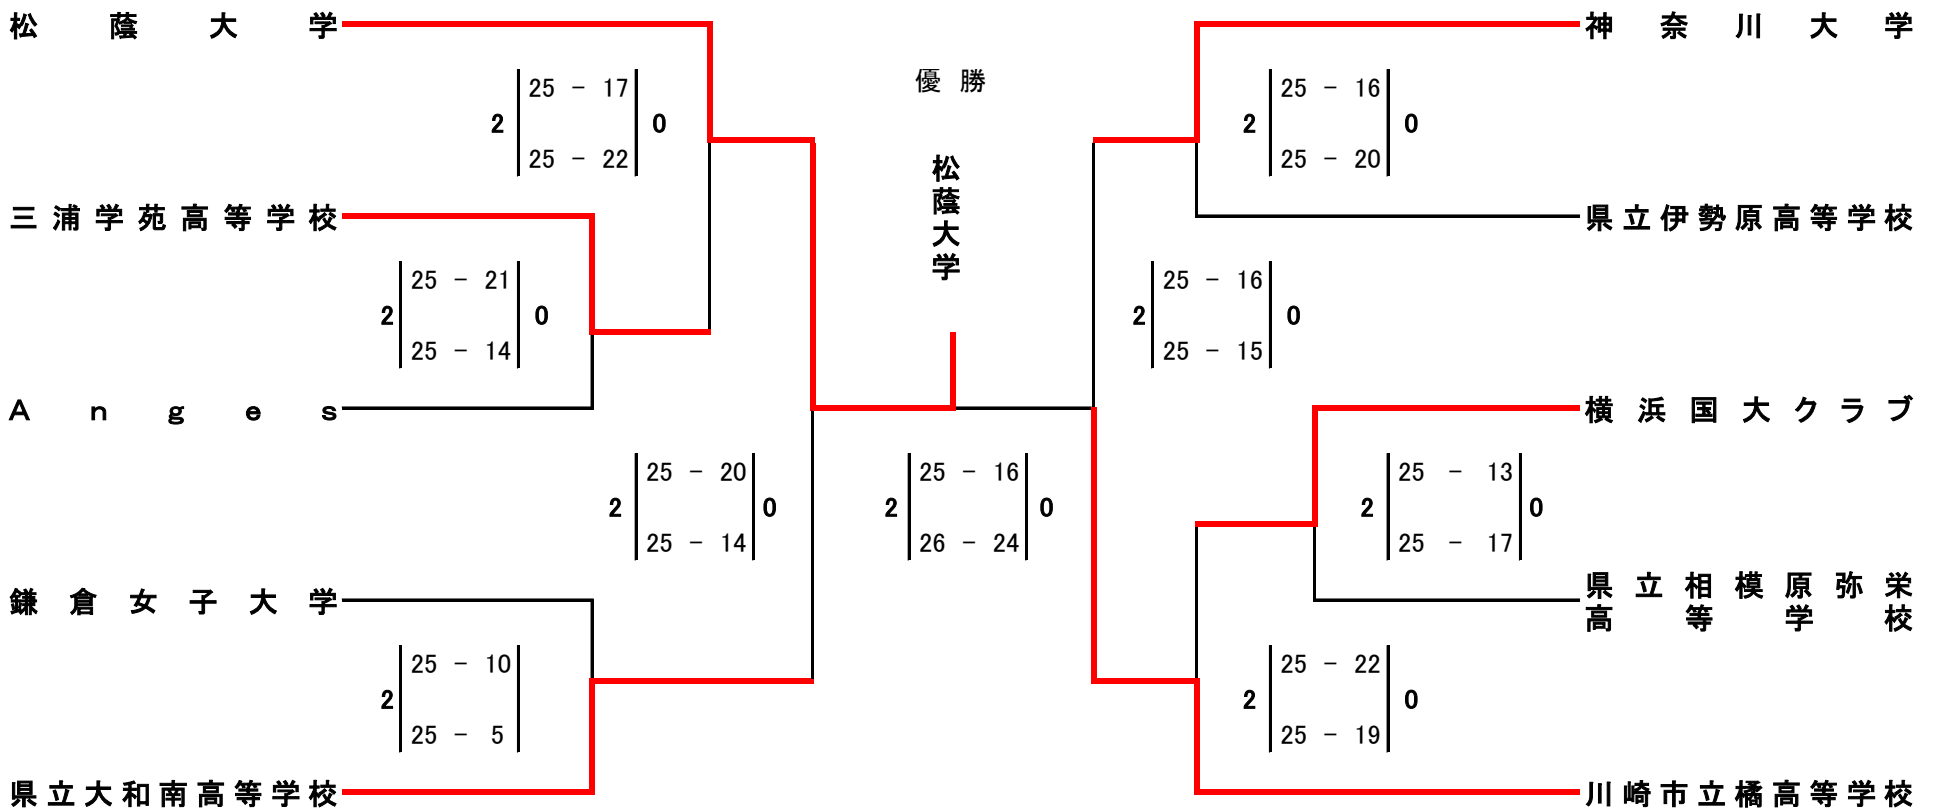 松蔭大学
神奈川大学
優勝
25 - 17
2 0
25 - 22
25 - 16
2 0
25 - 20
松蔭大学
三浦学苑高等学校
県立伊勢原高等学校
25 - 21
2 0
25 - 14
25 - 16
2 0
25 - 15
Ａｎｇｅｓ
横浜国大クラブ
25 - 20
2 0
25 - 14
25 - 16
2 0
26 - 24
25 - 13
2 0
25 - 17
鎌倉女子大学
県立相模原弥栄
高等学校
25 - 10
2
25 - 5
25 - 22
2 0
25 - 19
県立大和南高等学校
川崎市立橘高等学校